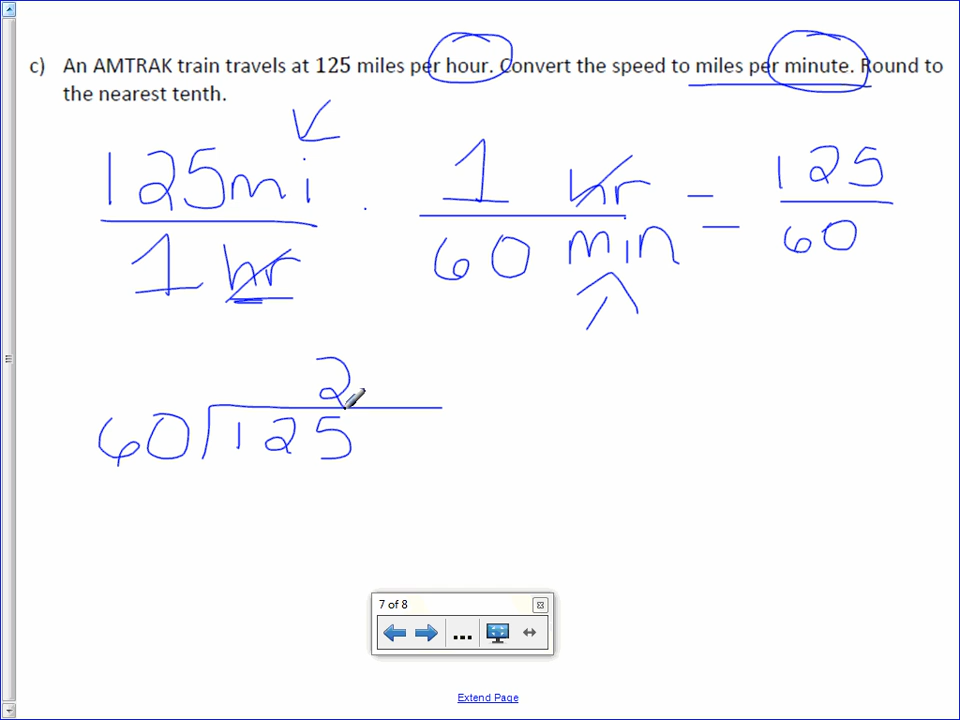 c) An AMTRAK train travels at 125 miles per hour. Convert the speed to miles per minute. Round to
the nearest tenth.
125mi / 1 hr · 1 hr / 60 min = 125 / 60
2
60)125
7 of 8
...
Extend Page